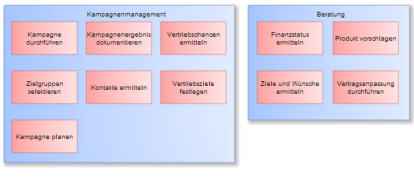 Kampagnenmanagement
Kampagne
durchführen
Kampagnenergebnis
dokumentieren
Vertriebschancen
ermitteln
Zielgruppen
selektieren
Kontakte ermitteln
Vertriebsziele
festlegen
Kampagne planen
Beratung
Finanzstatus
ermitteln
Produkt vorschlagen
Ziele und Wünsche
ermitteln
Vertragsanpassung
durchführen